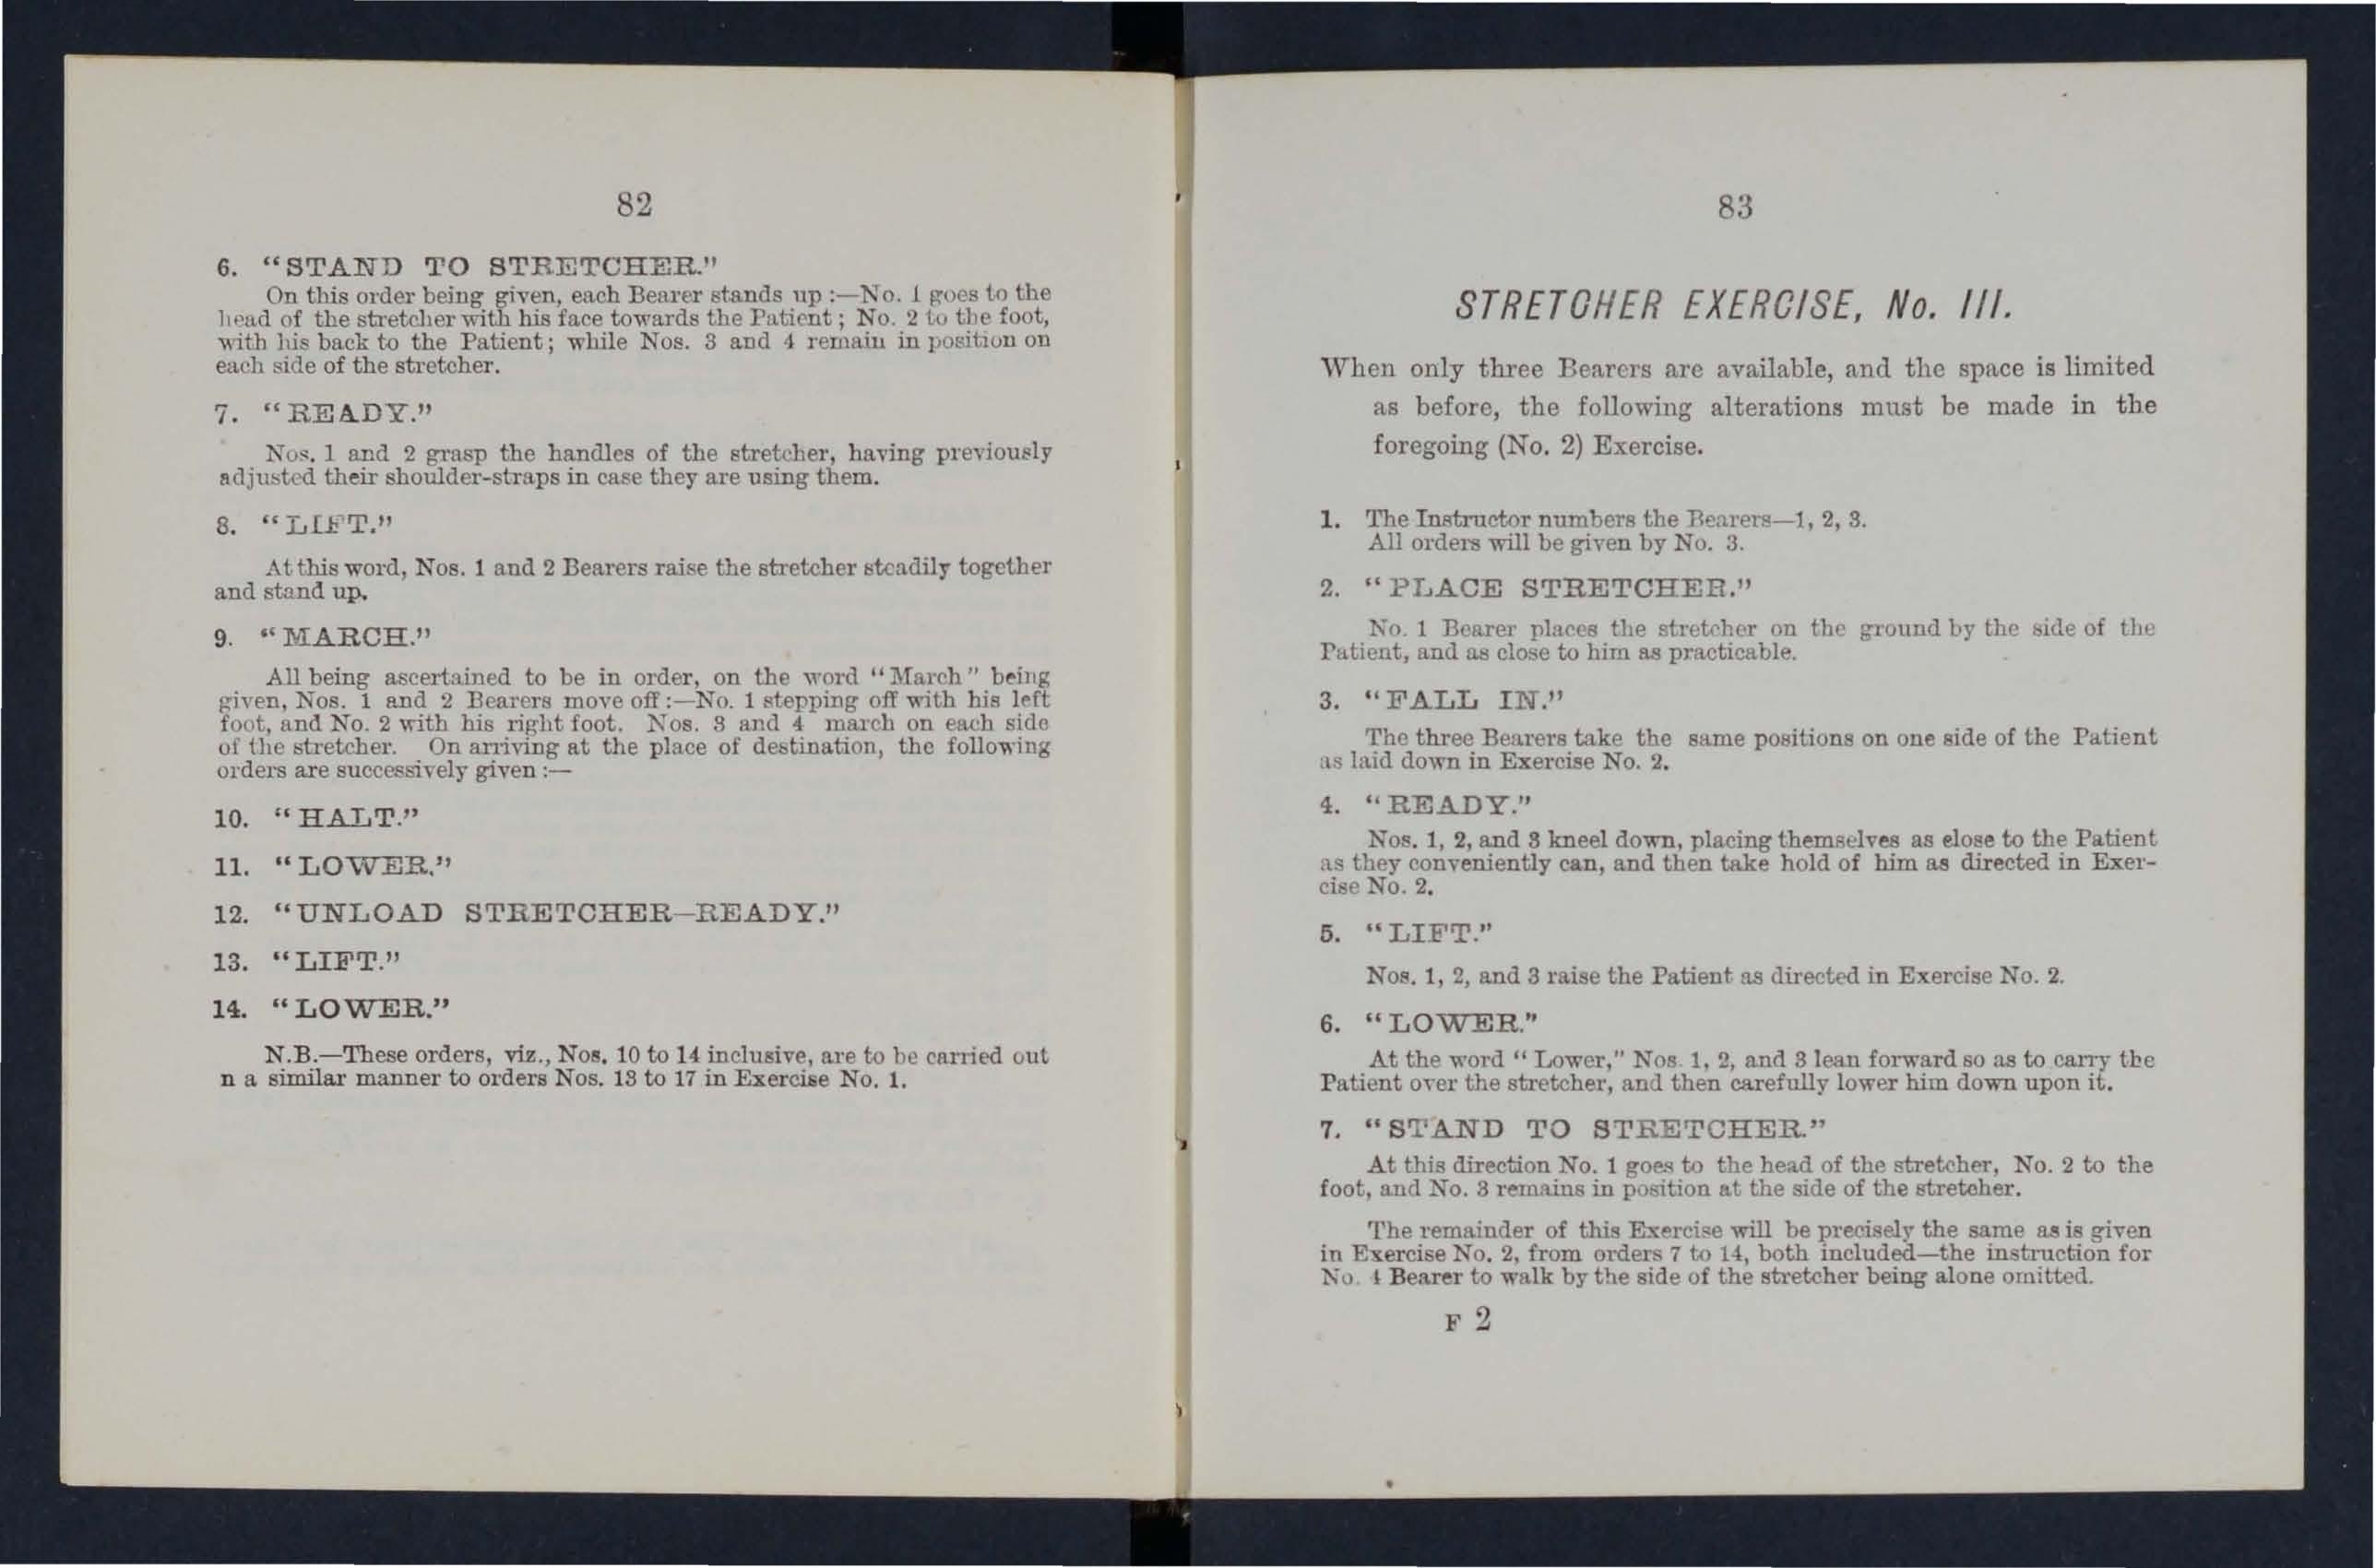 82
6. "STAND TO STRETCHER."
On this order being given, each Bearer stands up :—No. 1 goes to the
head of the stretcher with his face towards the Patient ; No. 2 to the foot,
with his back to the Patient; while Nos. 3 and 4 remain in position on
each side of the stretcher.
7. "READY."
Nos. 1 and 2 grasp the handles of the stretcher, having previously
adjusted their shoulder-straps in case they are using them.
8. "LIFT."
At this word, Nos. 1 and 2 Bearers raise the stretcher steadily together
and stand up.
9. "MARCH."
All being ascertained to be in order, on the word "March" being
given, Nos. 1 and 2 Bearers move off :—No. 1 stepping off with his left
foot, and No. 2 with his right foot. Nos. 3 and 4 march on each side
of the stretcher. On arriving at the place of destination, the following
orders are successively given :—
10. "HALT."
11. "LOWER."
12. "UNLOAD STRETCHER—READY."
13. "LIFT."
14. "LOWER."
N.B.—These orders, viz., Nos. 10 to 14 inclusive, are to be carried out
n a similar manner to orders Nos. 13 to 17 in Exercise No. 1.
83
STRETCHER EXERCISE, No. III.
When only three Bearers are available, and the space is limited
as before, the following alterations must be made in the
foregoing (No. 2) Exercise.
1. The Instructor numbers the Bearers—1, 2, 3.
All orders will be given by No. 3.
2. "PLACE STRETCHER."
No. 1 Bearer places the stretcher on the ground by the side of the
Patient, and as close to him as practicable.
3. "FALL IN."
The three Bearers take the same positions on one side of the Patient
as laid down in Exercise No. 2.
4. "READY."
Nos. 1, 2, and 3 kneel down, placing themselves as close to the Patient
as they conveniently can, and then take hold of him as directed in Exer-
cise No. 2.
5. "LIFT."
Nos. 1, 2, and 3 raise the Patient as directed in Exercise No. 2.
6. "LOWER."
At the word "Lower," Nos. 1, 2, and 3 lean forward so as to carry the
Patient over the stretcher, and then carefully lower him down upon it.
7. "STAND TO STRETCHER."
At this direction No. 1 goes to the head of the stretcher, No. 2 to the
foot, and No. 3 remains in position at the side of the stretcher.
The remainder of this Exercise will be precisely the same as is given
in Exercise No. 2, from orders 7 to 14, both included—the instruction for
No. 4 Bearer to walk by the side of the stretcher being alone omitted.
F 2